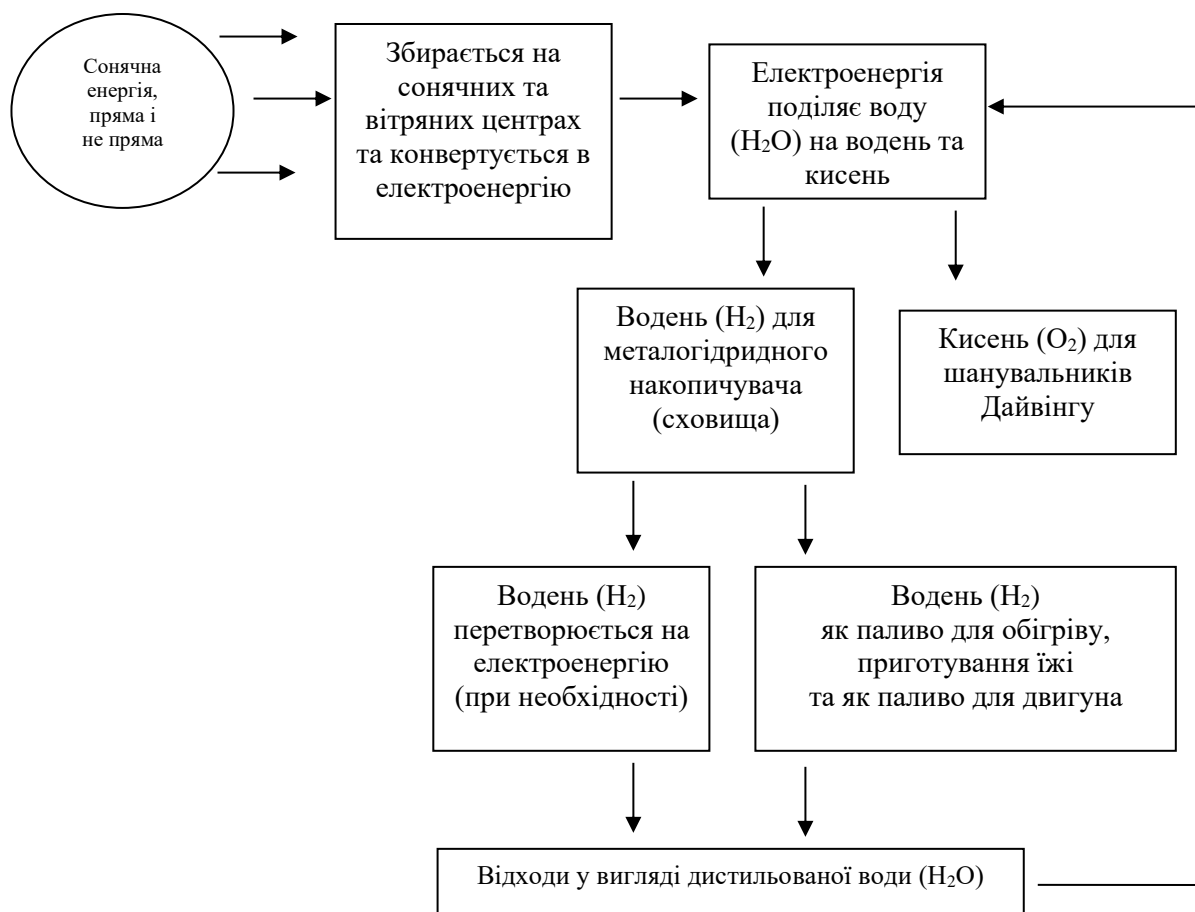 Сонячна
енергія,
пряма і
не пряма
Збирається на
сонячних та
вітряних центрах
та конвертується в
електроенергію
Електроенергія
поділяє воду
(H₂O) на водень та
кисень
Водень (H₂) для
металогідридного
накопичувача
(сховища)
Кисень (O₂) для
шанувальників
Дайвінгу
Водень (H₂)
перетворюється на
електроенергію
(при необхідності)
Водень (H₂)
як паливо для обігріву,
приготування їжі
та як паливо для двигуна
Відходи у вигляді дистильованої води (H₂O)